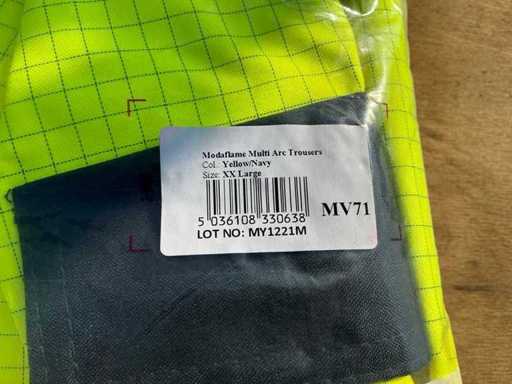 Modaflame Multi Arc Trousers
Col.: Yellow/Navy
Size: XX Large
5 036108 330638
MV71
LOT NO: MY1221M